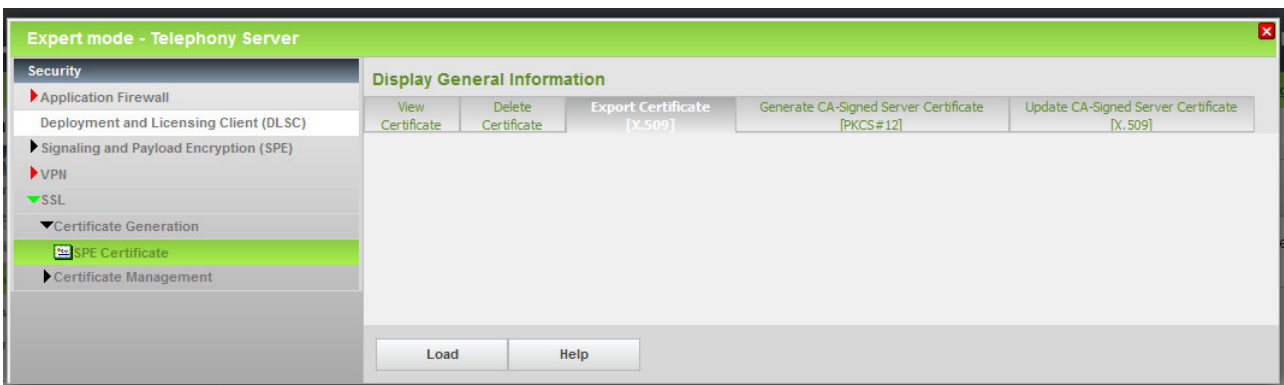 Expert mode - Telephony Server
Security
Application Firewall
Deployment and Licensing Client (DLSC)
Signaling and Payload Encryption (SPE)
VPN
SSL
Certificate Generation
SPE Certificate
Certificate Management
Display General Information
View
Certificate
Delete
Certificate
Export Certificate
[X.509]
Generate CA-Signed Server Certificate
[PKCS#12]
Update CA-Signed Server Certificate
[X.509]
Load
Help